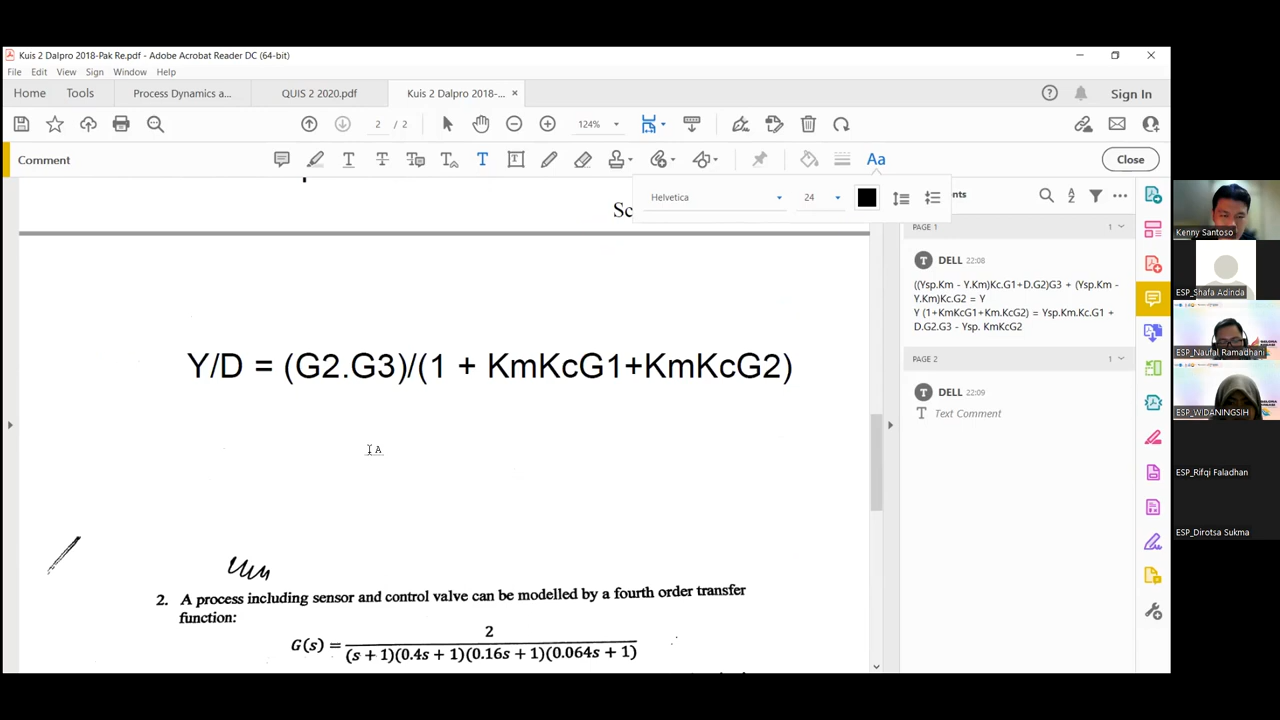 Kuis 2 Dalpro 2018-Pak Re.pdf - Adobe Acrobat Reader DC (64-bit)
File Edit View Sign Window Help
Home Tools Process Dynamics a... QUIS 2 2020.pdf Kuis 2 Dalpro 2018-... × Sign In
2 / 2 124%
Comment Aa Close
Helvetica 24
Sc
ents
PAGE 1 1
DELL 22:08
((Ysp.Km - Y.Km)Kc.G1+D.G2)G3 + (Ysp.Km -
Y.Km)Kc.G2 = Y
Y (1+KmKcG1+Km.KcG2) = Ysp.Km.Kc.G1 +
D.G2.G3 - Ysp. KmKcG2
PAGE 2 1
DELL 22:09
T Text Comment
Y/D = (G2.G3)/(1 + KmKcG1+KmKcG2)
2. A process including sensor and control valve can be modelled by a fourth order transfer
function:
G(s) = 2
(s + 1)(0.4s + 1)(0.16s + 1)(0.064s + 1)
Kenny Santoso
ESP_Shafa Adinda
ESP_Naufal Ramadhani
ESP_WIDANINGSIH
ESP_Rifqi Faladhan
ESP_Dirotsa Sukma